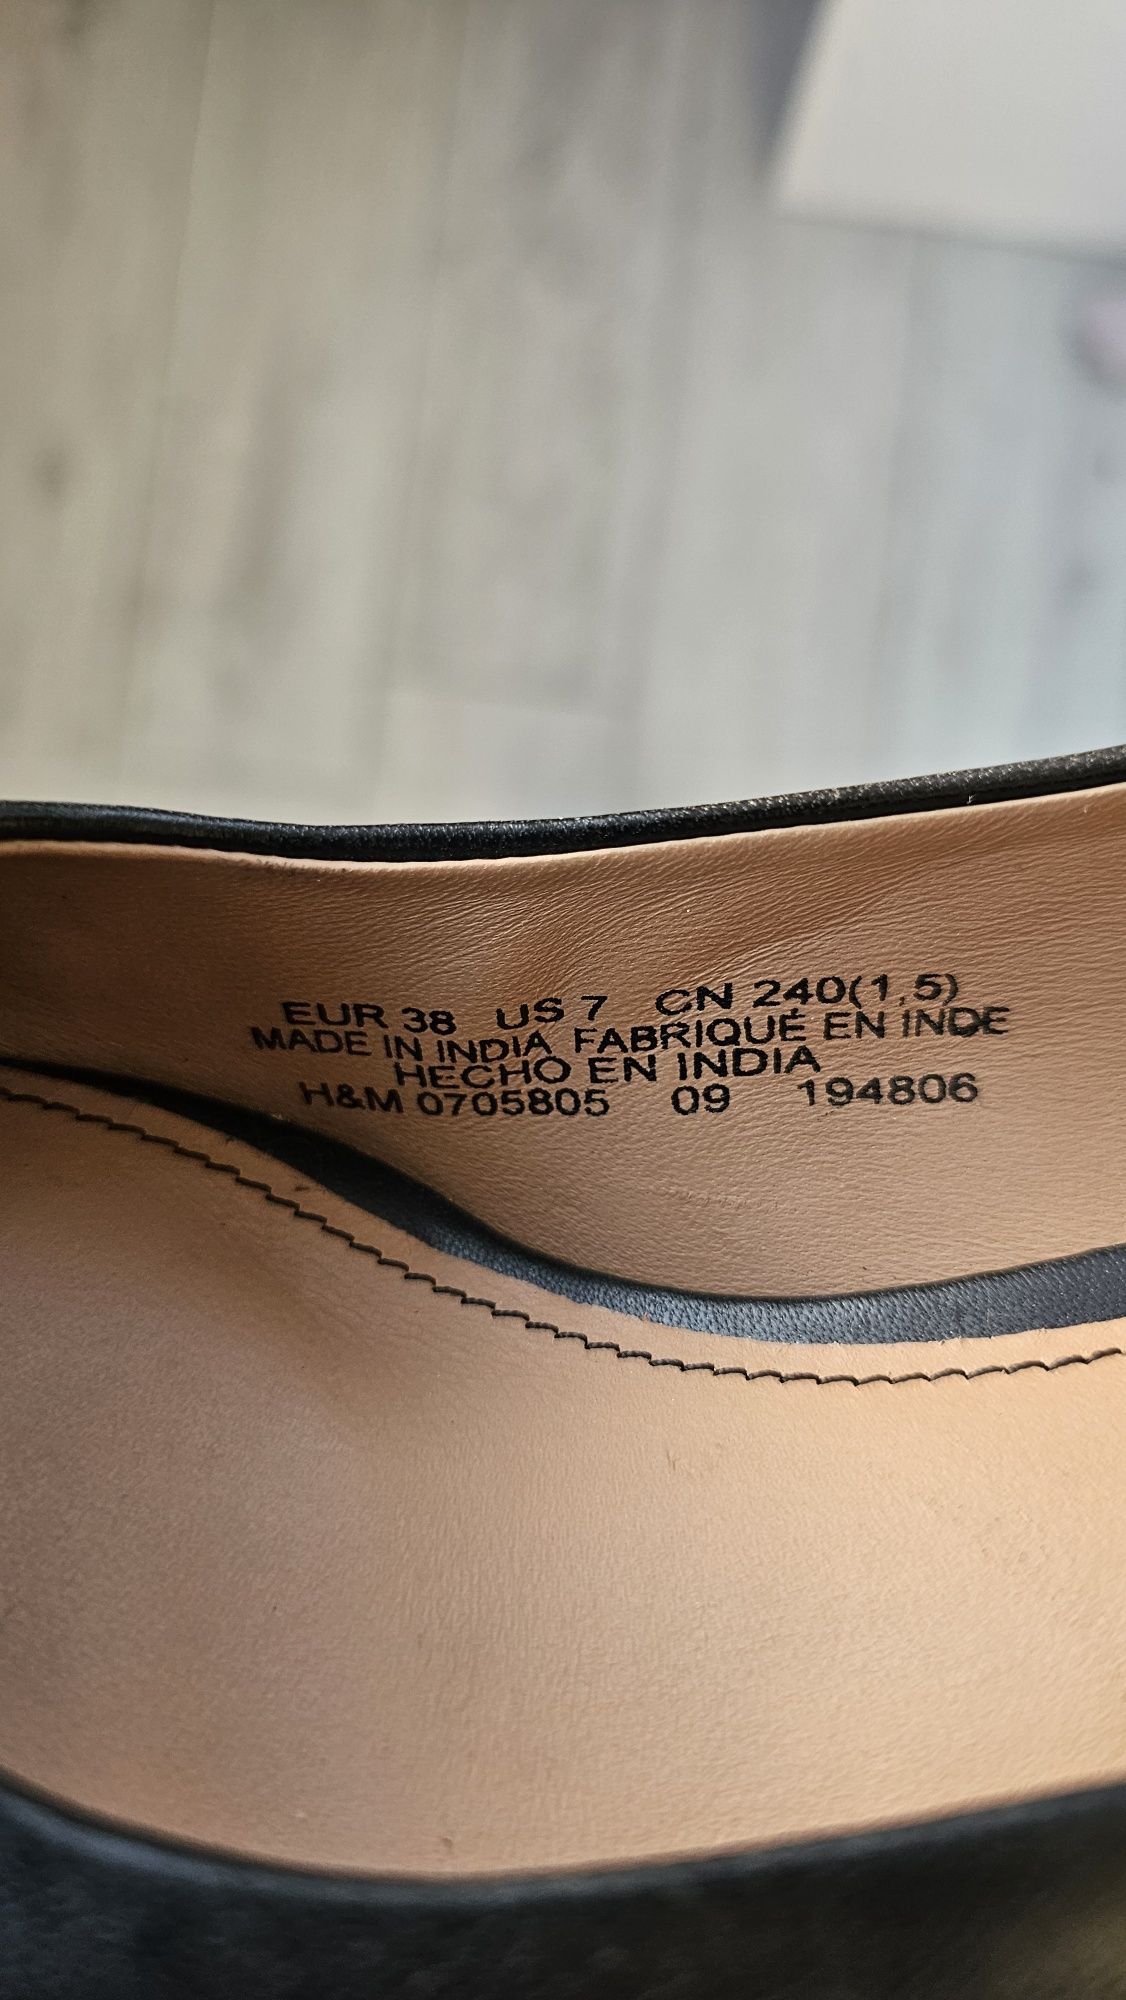 EUR 38 US 7 CN 240(1,5)
MADE IN INDIA FABRIQUÉ EN INDE
HECHO EN INDIA
H&M 0705805 09 194806